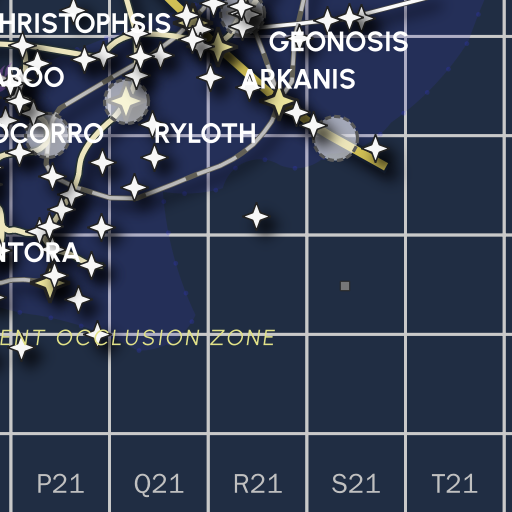 HRISTOPHSIS
GEONOSIS
ABOO
ARKANIS
OCORRO
RYLOTH
NTORA
ENT OCCLUSION ZONE
P21 Q21 R21 S21 T21